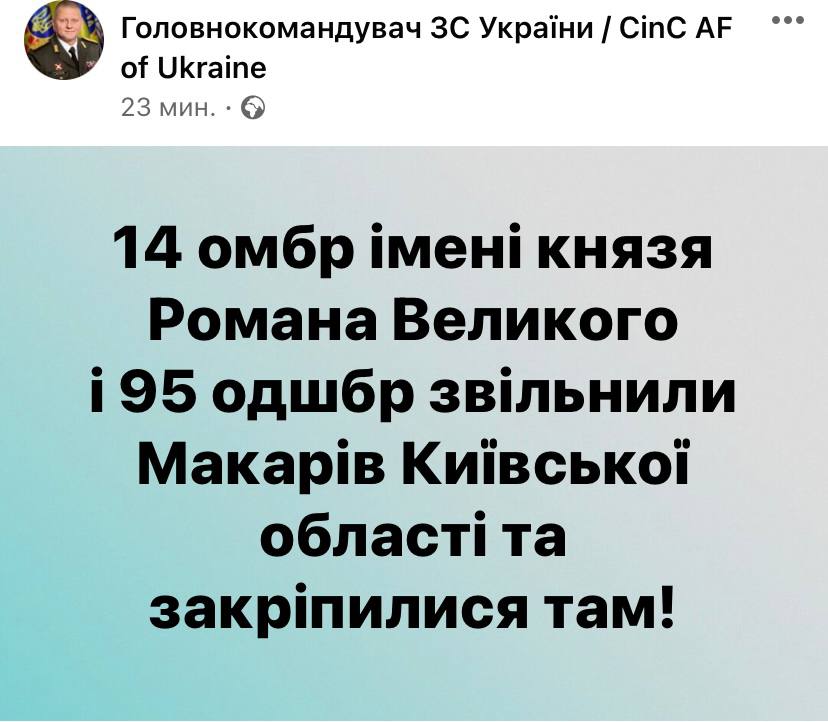 Головнокомандувач ЗС України / CinC AF
of Ukraine
23 мин. ·
14 омбр імені князя
Романа Великого
і 95 одшбр звільнили
Макарів Київської
області та
закріпилися там!